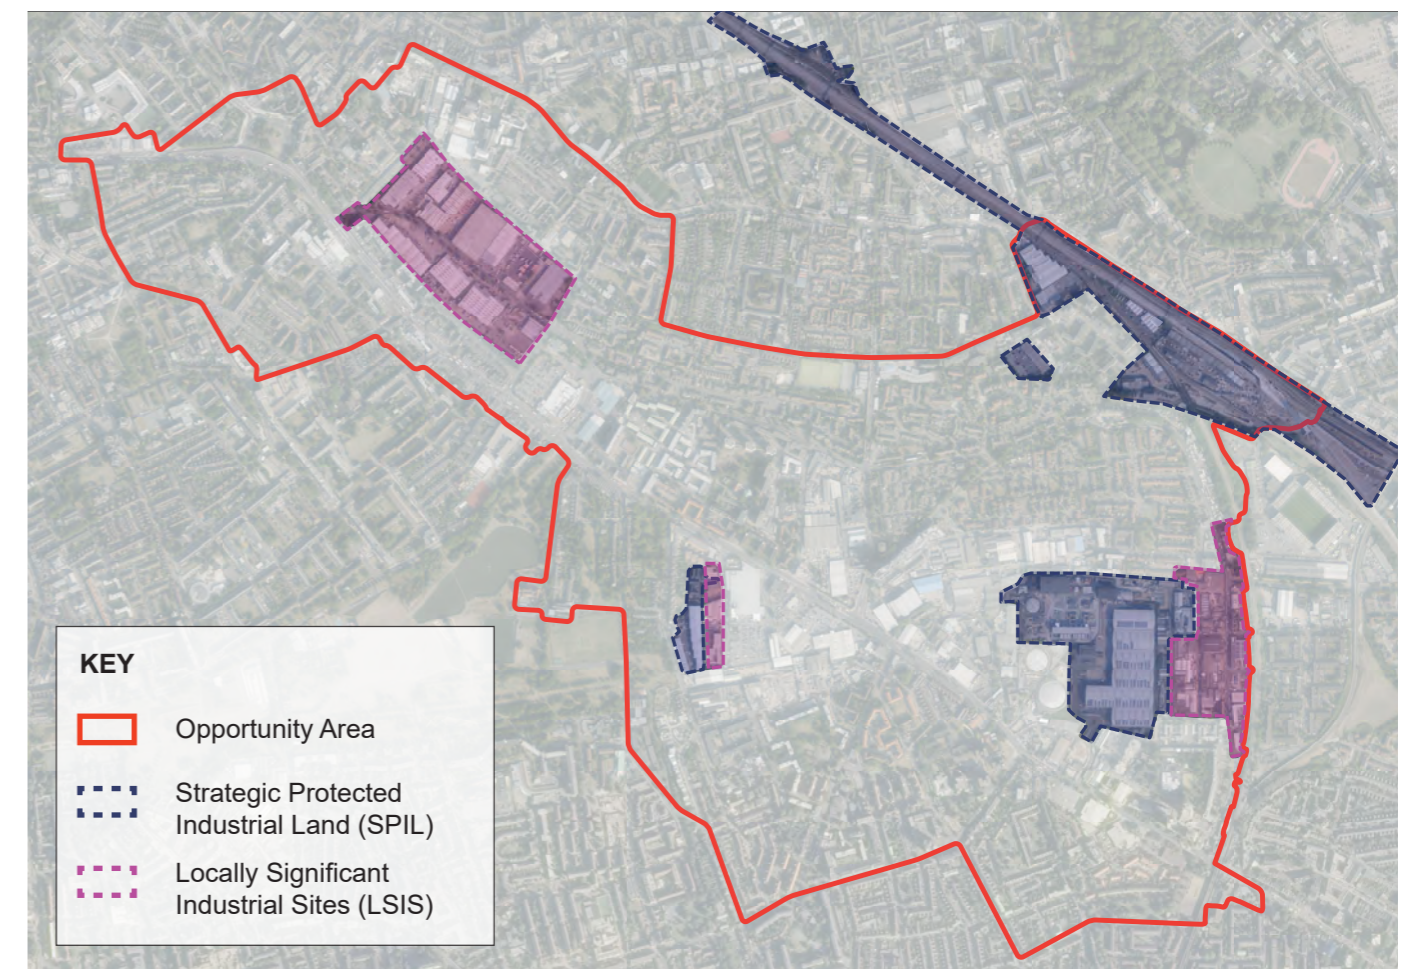 KEY
Opportunity Area
Strategic Protected
Industrial Land (SPIL)
Locally Significant
Industrial Sites (LSIS)